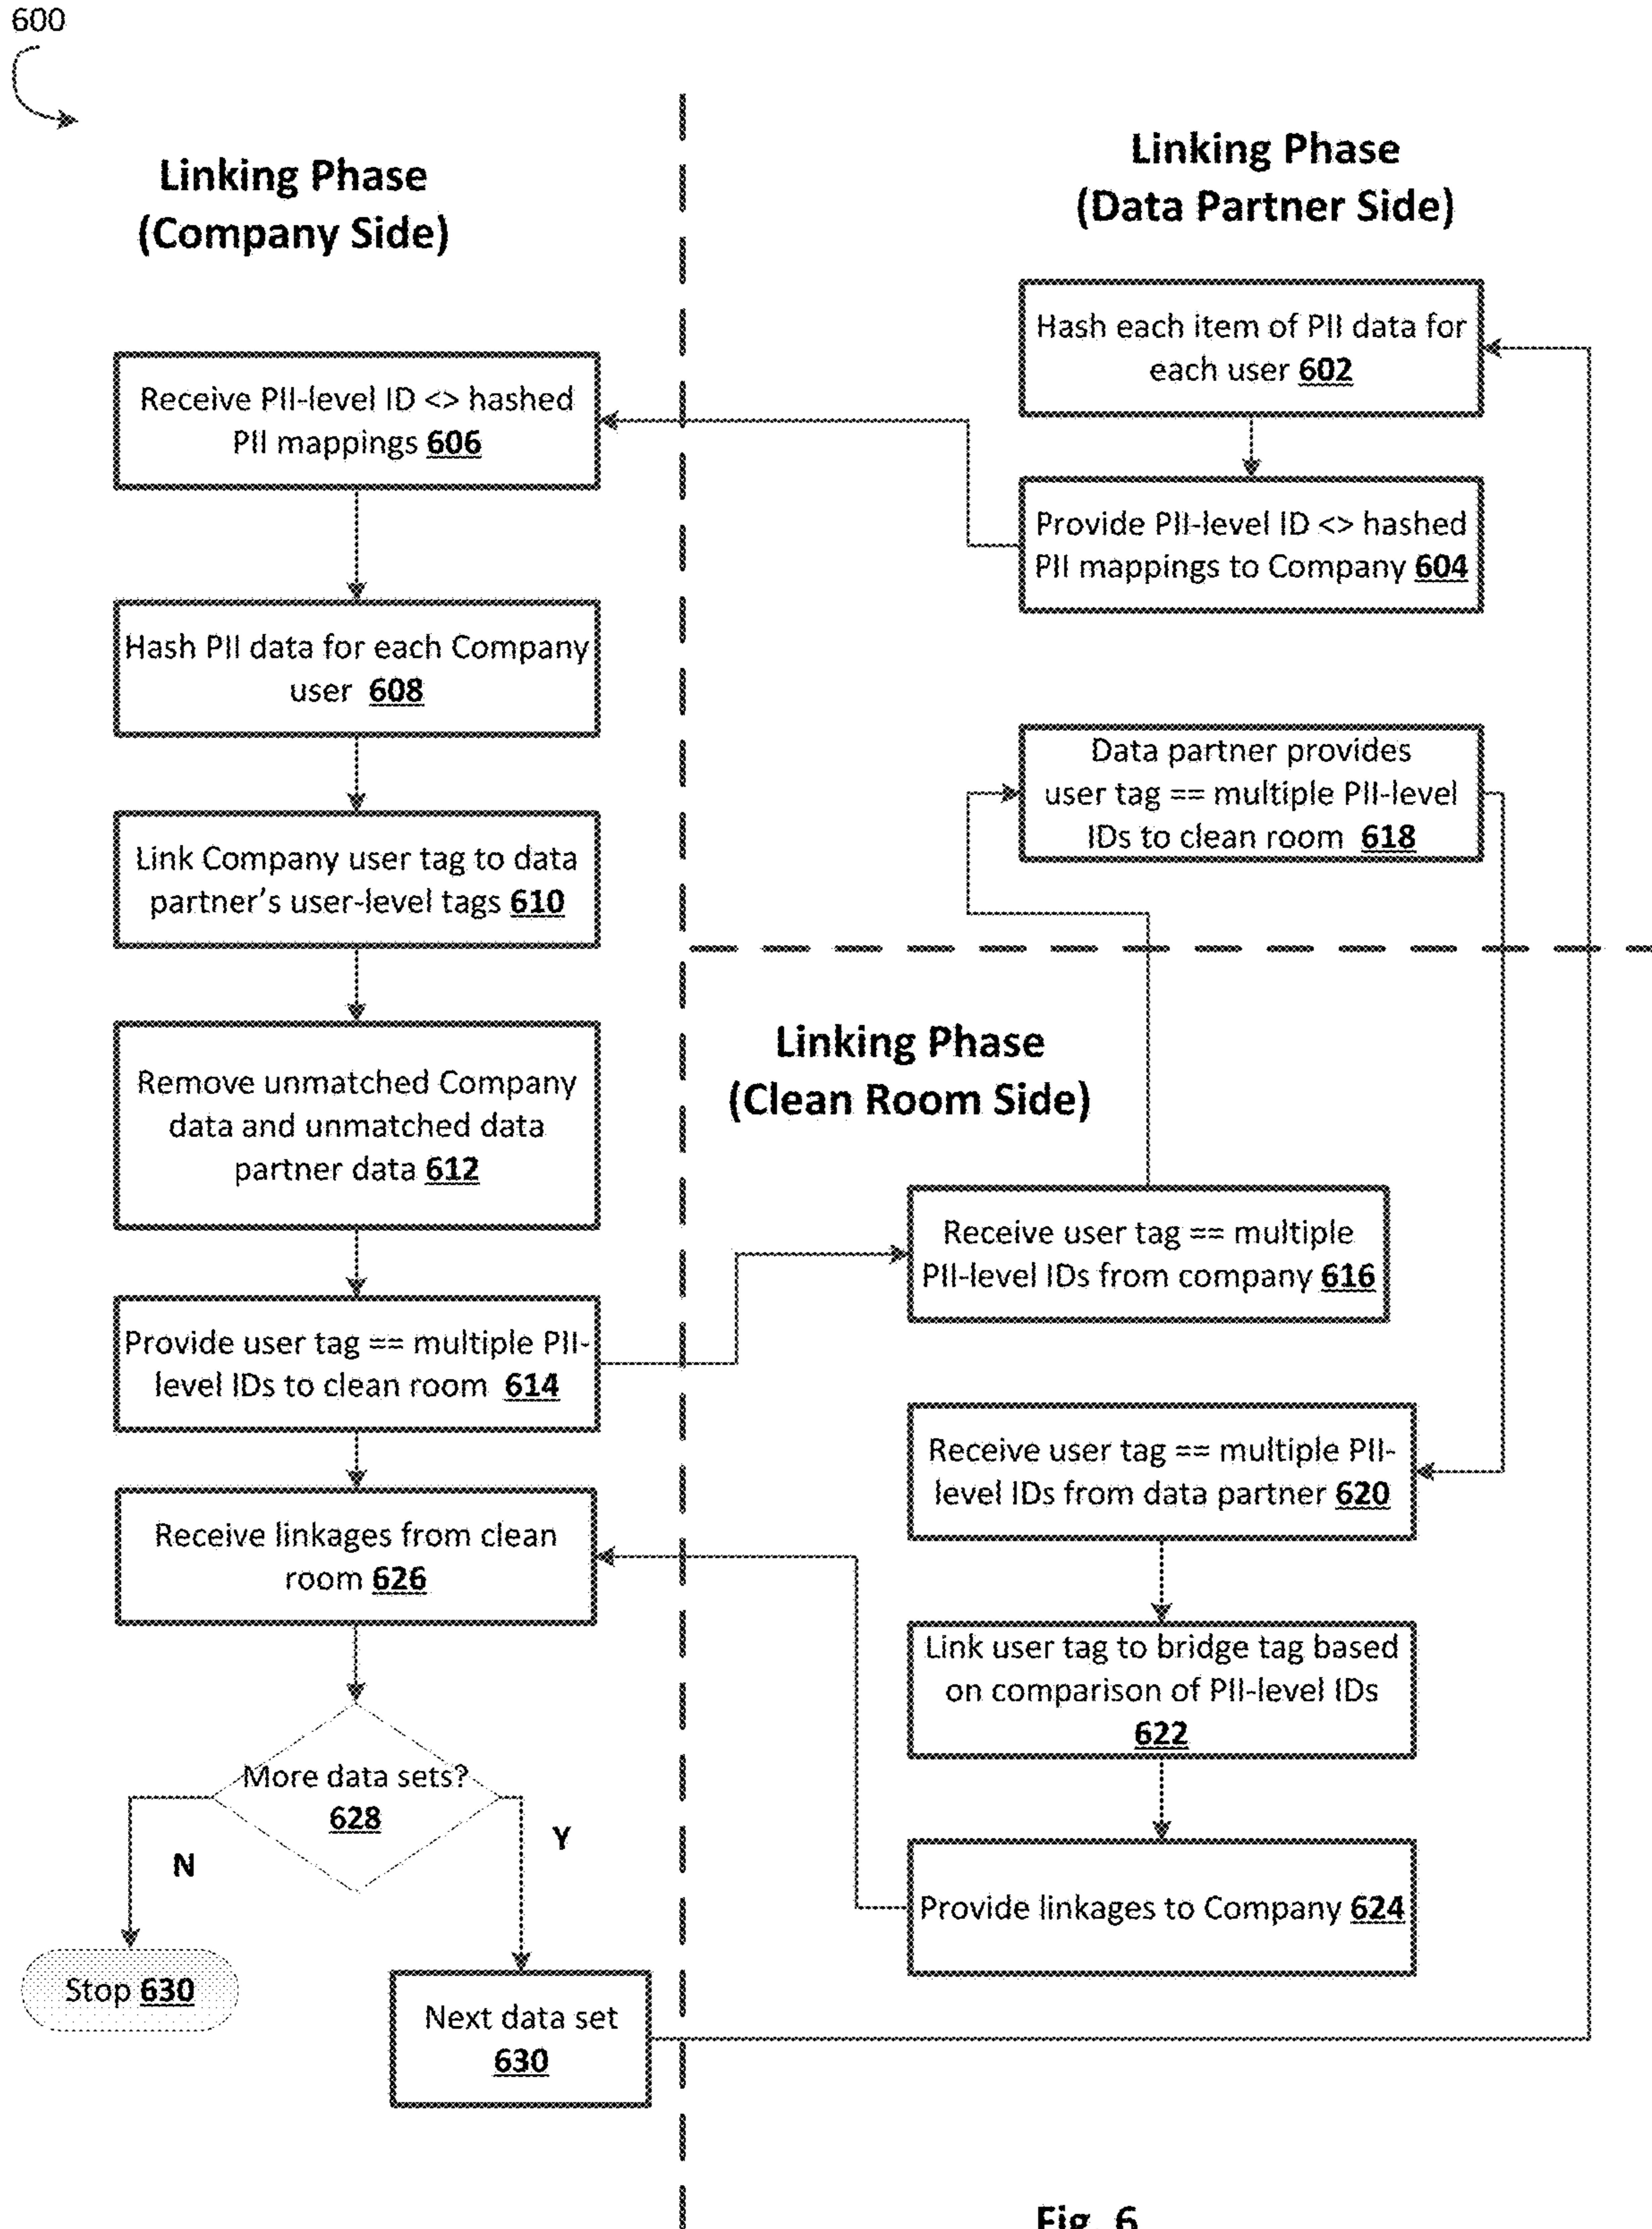 600
Linking Phase
(Company Side)
Linking Phase
(Data Partner Side)
Hash each item of PII data for
each user 602
Receive PII-level ID <> hashed
PII mappings 606
Provide PII-level ID <> hashed
PII mappings to Company 604
Hash PII data for each Company
user 608
Data partner provides
user tag == multiple PII-level
IDs to clean room 618
Link Company user tag to data
partner's user-level tags 610
Linking Phase
(Clean Room Side)
Remove unmatched Company
data and unmatched data
partner data 612
Receive user tag == multiple
PII-level IDs from company 616
Provide user tag == multiple PII-
level IDs to clean room 614
Receive user tag == multiple PII-
level IDs from data partner 620
Receive linkages from clean
room 626
Link user tag to bridge tag based
on comparison of PII-level IDs
622
More data sets?
628
N
Y
Provide linkages to Company 624
Stop 630
Next data set
630
Fig. 6